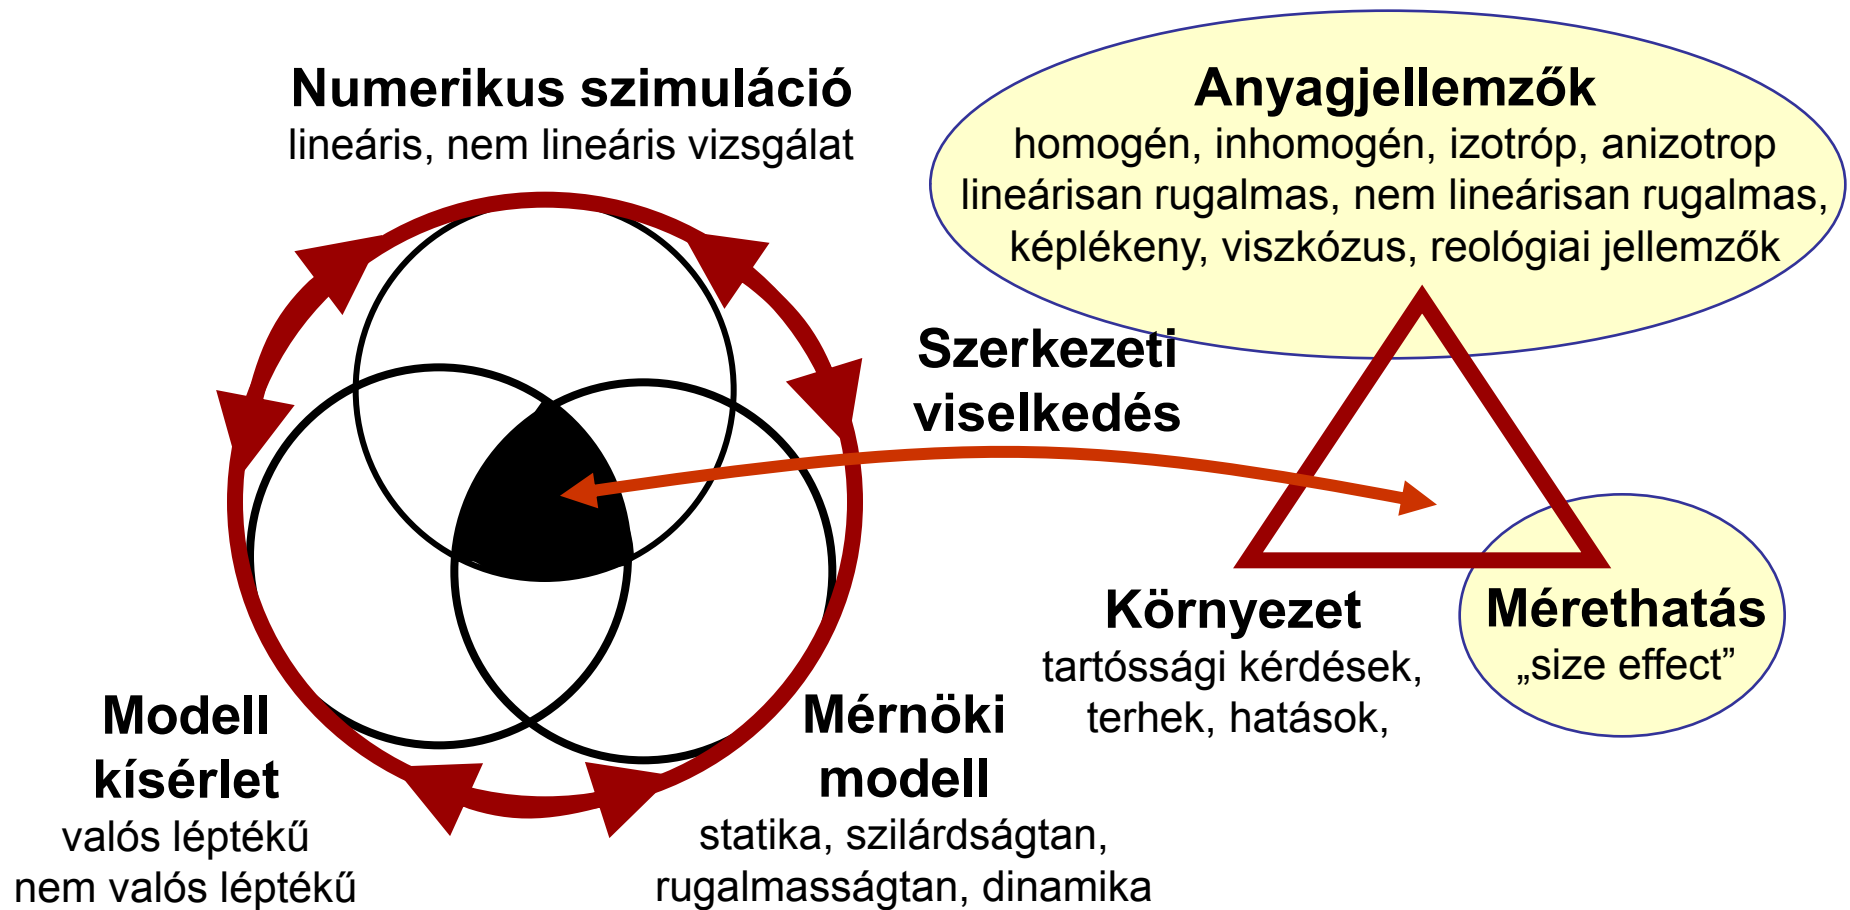 Numerikus szimuláció
lineáris, nem lineáris vizsgálat
Anyagjellemzők
homogén, inhomogén, izotróp, anizotrop
lineárisan rugalmas, nem lineárisan rugalmas,
képlékeny, viszkózus, reológiai jellemzők
Szerkezeti
viselkedés
Környezet
tartóssági kérdések,
terhek, hatások,
Mérethatás
„size effect”
Modell
kísérlet
valós léptékű
nem valós léptékű
Mérnöki
modell
statika, szilárdságtan,
rugalmasságtan, dinamika